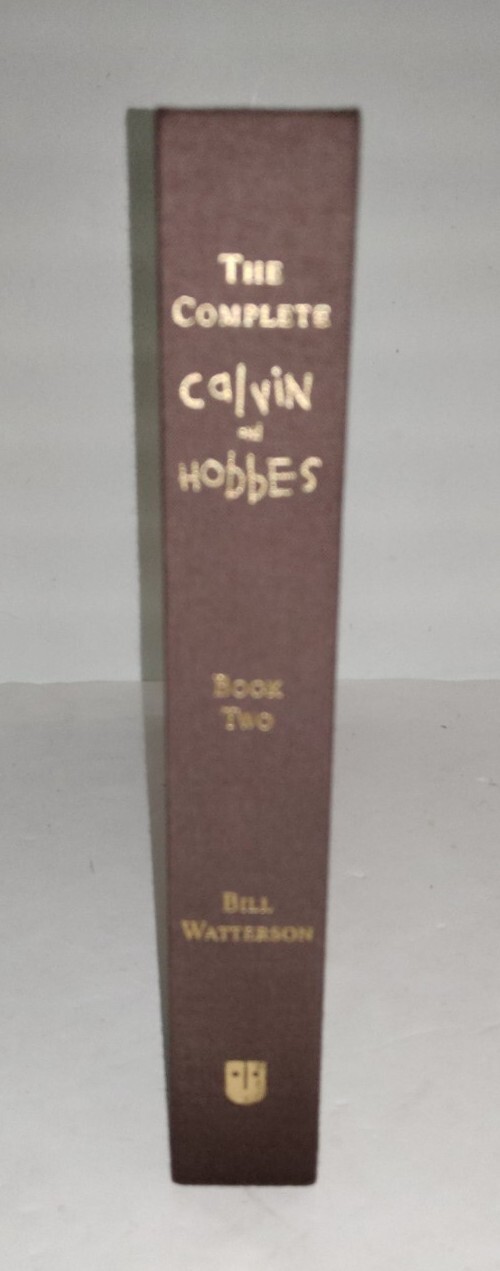 THE
COMPLETE
CalViN
and
HobbEs
BOOK
TWO
BILL
WATTERSON